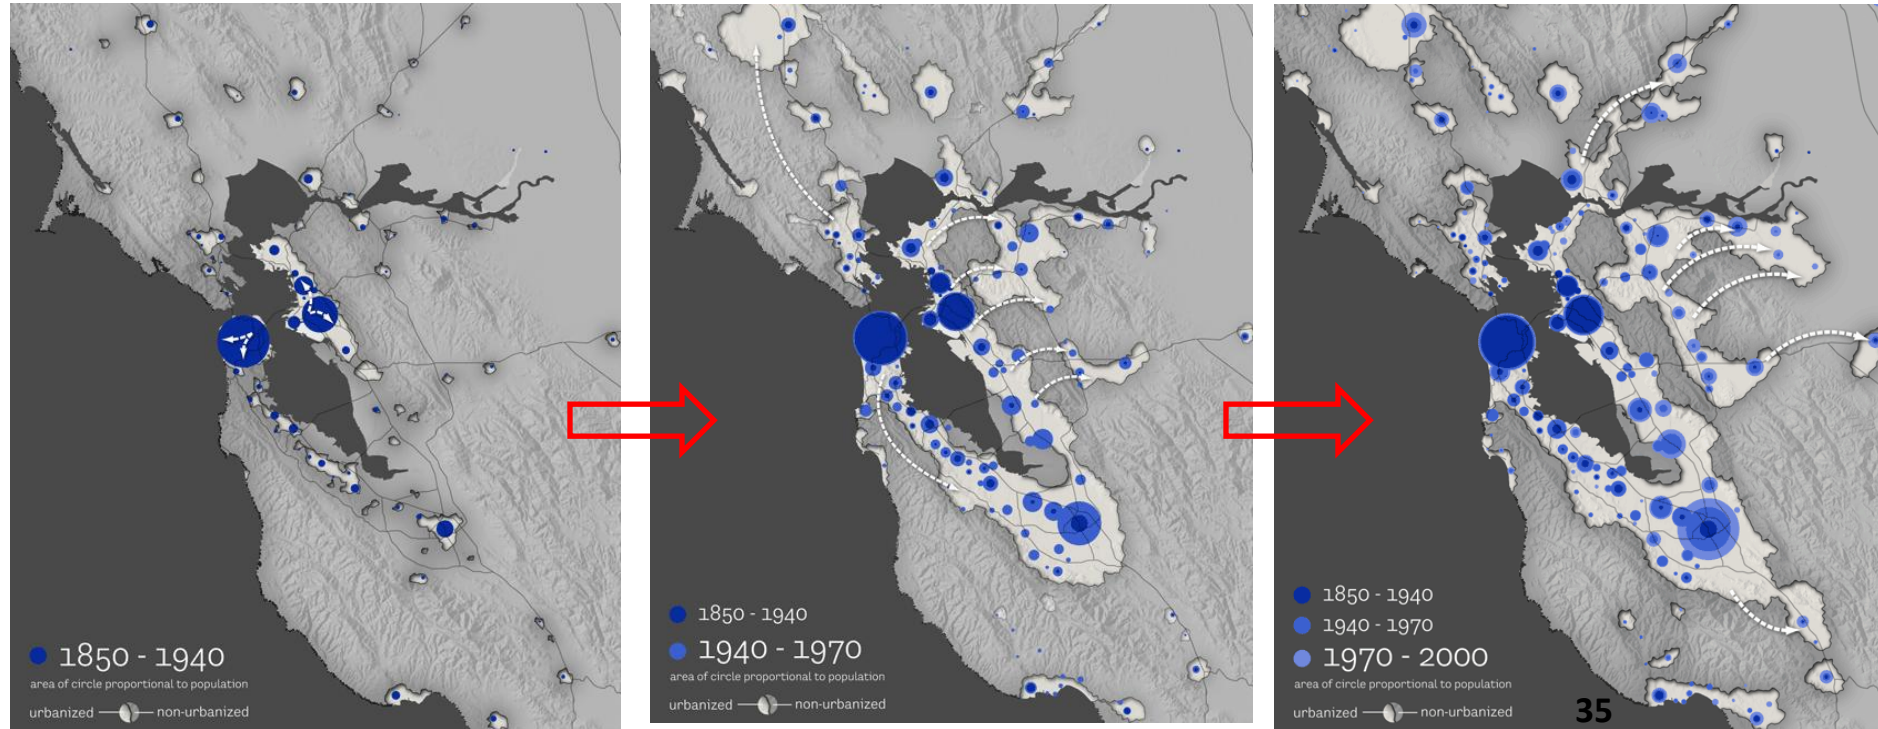 1850 - 1940
area of circle proportional to population
urbanized non-urbanized
1850 - 1940
1940 - 1970
area of circle proportional to population
urbanized non-urbanized
1850 - 1940
1940 - 1970
1970 - 2000
area of circle proportional to population
urbanized non-urbanized
35